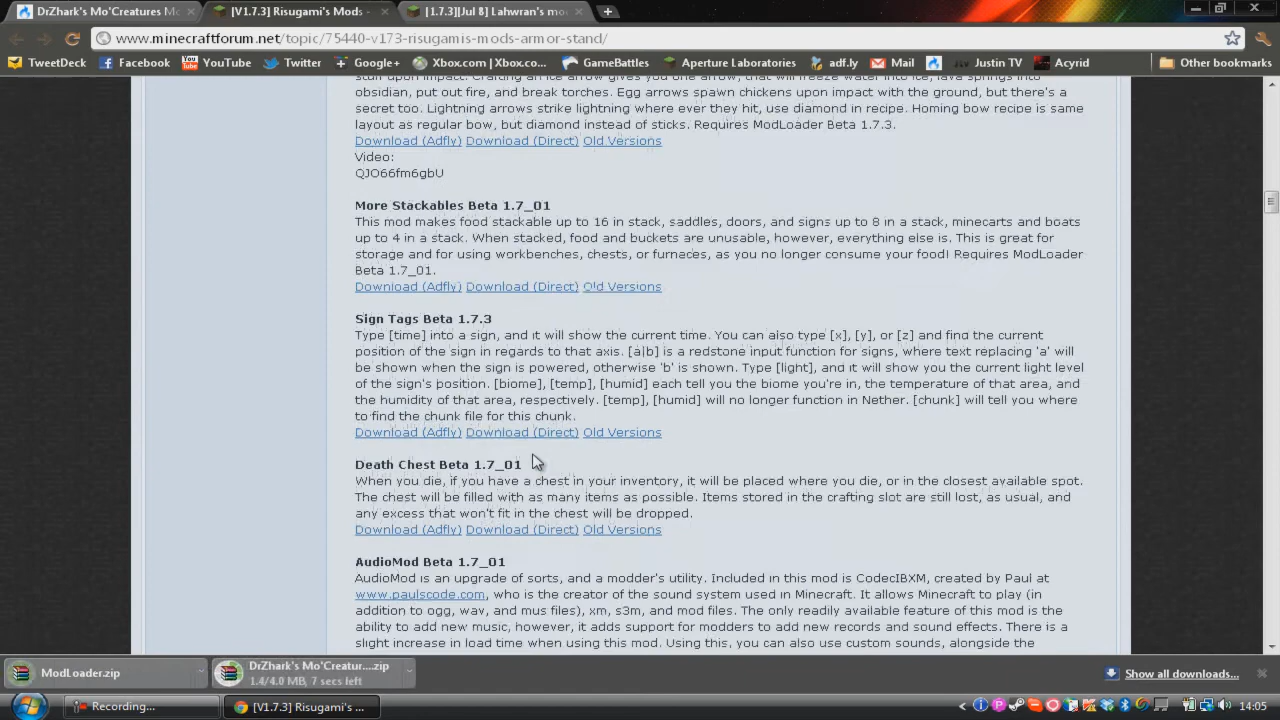 DrZhark's Mo'Creatures Mo
[V1.7.3] Risugami's Mods -
[1.7.3][Jul 8] Lahwran's mo
www.minecraftforum.net/topic/75440-v173-risugamis-mods-armor-stand/
TweetDeck
Facebook
YouTube
Twitter
Google+
Xbox.com | Xbox.co...
GameBattles
Aperture Laboratories
adf.ly
Mail
Justin TV
Acyrid
Other bookmarks
stuff upon impact. Crafting an ice arrow gives you one arrow, that will freeze water into ice, lava springs into
obsidian, put out fire, and break torches. Egg arrows spawn chickens upon impact with the ground, but there's a
secret too. Lightning arrows strike lightning where ever they hit, use diamond in recipe. Homing bow recipe is same
layout as regular bow, but diamond instead of sticks. Requires ModLoader Beta 1.7.3.
Download (Adfly) Download (Direct) Old Versions
Video:
QJO66fm6gbU
More Stackables Beta 1.7_01
This mod makes food stackable up to 16 in stack, saddles, doors, and signs up to 8 in a stack, minecarts and boats
up to 4 in a stack. When stacked, food and buckets are unusable, however, everything else is. This is great for
storage and for using workbenches, chests, or furnaces, as you no longer consume your food! Requires ModLoader
Beta 1.7_01.
Download (Adfly) Download (Direct) Old Versions
Sign Tags Beta 1.7.3
Type [time] into a sign, and it will show the current time. You can also type [x], [y], or [z] and find the current
position of the sign in regards to that axis. [a|b] is a redstone input function for signs, where text replacing 'a' will
be shown when the sign is powered, otherwise 'b' is shown. Type [light], and it will show you the current light level
of the sign's position. [biome], [temp], [humid] each tell you the biome you're in, the temperature of that area, and
the humidity of that area, respectively. [temp], [humid] will no longer function in Nether. [chunk] will tell you where
to find the chunk file for this chunk.
Download (Adfly) Download (Direct) Old Versions
Death Chest Beta 1.7_01
When you die, if you have a chest in your inventory, it will be placed where you die, or in the closest available spot.
The chest will be filled with as many items as possible. Items stored in the crafting slot are still lost, as usual, and
any excess that won't fit in the chest will be dropped.
Download (Adfly) Download (Direct) Old Versions
AudioMod Beta 1.7_01
AudioMod is an upgrade of sorts, and a modder's utility. Included in this mod is CodecIBXM, created by Paul at
www.paulscode.com, who is the creator of the sound system used in Minecraft. It allows Minecraft to play (in
addition to ogg, wav, and mus files), xm, s3m, and mod files. The only readily available feature of this mod is the
ability to add new music, however, it adds support for modders to add new records and sound effects. There is a
slight increase in load time when using this mod. Using this, you can also use custom sounds, alongside the
ModLoader.zip
DrZhark's Mo'Creatur....zip
1.4/4.0 MB, 7 secs left
Show all downloads...
Recording...
[V1.7.3] Risugami's ...
14:05